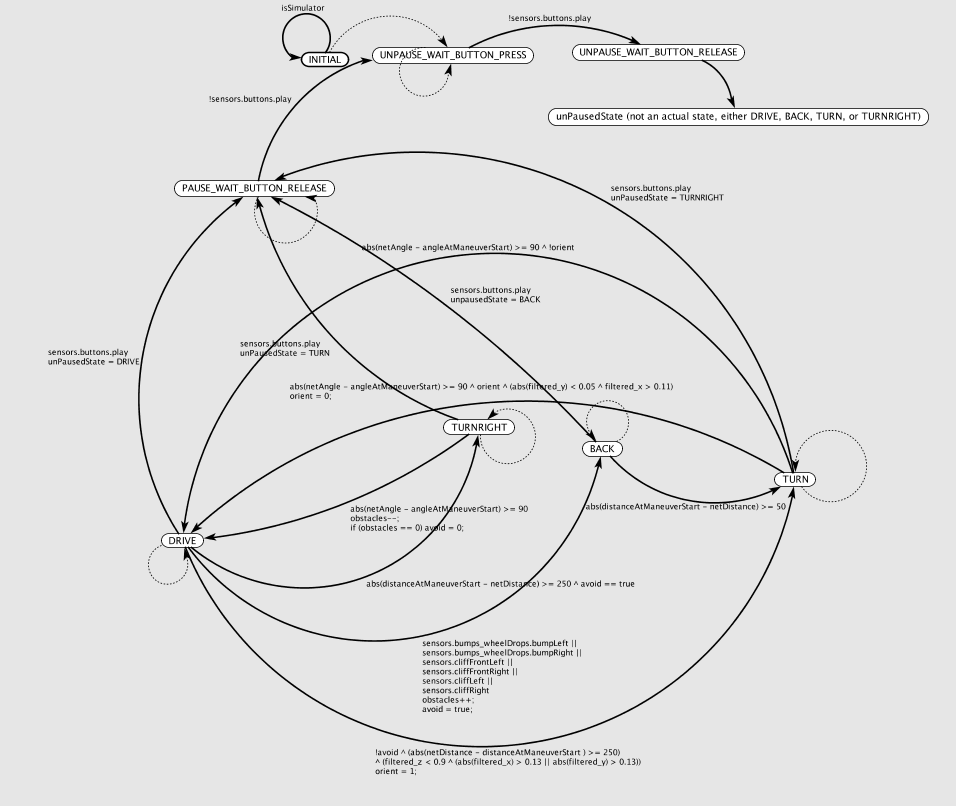 isSimulator
!sensors.buttons.play
INITIAL
UNPAUSE_WAIT_BUTTON_PRESS
UNPAUSE_WAIT_BUTTON_RELEASE
!sensors.buttons.play
unPausedState (not an actual state, either DRIVE, BACK, TURN, or TURNRIGHT)
PAUSE_WAIT_BUTTON_RELEASE
sensors.buttons.play
unPausedState = TURNRIGHT
abs(netAngle - angleAtManeuverStart) >= 90 ^ !orient
sensors.buttons.play
unpausedState = BACK
sensors.buttons.play
unPausedState = TURN
sensors.buttons.play
unPausedState = DRIVE
abs(netAngle - angleAtManeuverStart) >= 90 ^ orient ^ (abs(filtered_y) < 0.05 ^ filtered_x > 0.11)
orient = 0;
TURNRIGHT
BACK
TURN
abs(distanceAtManeuverStart - netDistance) >= 50
abs(netAngle - angleAtManeuverStart) >= 90
obstacles--;
if (obstacles == 0) avoid = 0;
DRIVE
abs(distanceAtManeuverStart - netDistance) >= 250 ^ avoid == true
sensors.bumps_wheelDrops.bumpLeft ||
sensors.bumps_wheelDrops.bumpRight ||
sensors.cliffFrontLeft ||
sensors.cliffFrontRight ||
sensors.cliffLeft ||
sensors.cliffRight
obstacles++;
avoid = true;
!avoid ^ (abs(netDistance - distanceAtManeuverStart ) >= 250)
^ (filtered_z < 0.9 ^ (abs(filtered_x) > 0.13 || abs(filtered_y) > 0.13))
orient = 1;